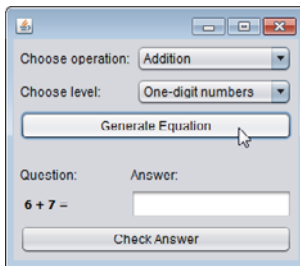 Choose operation: Addition
Choose level: One-digit numbers
Generate Equation
Question: Answer:
6 + 7 =
Check Answer